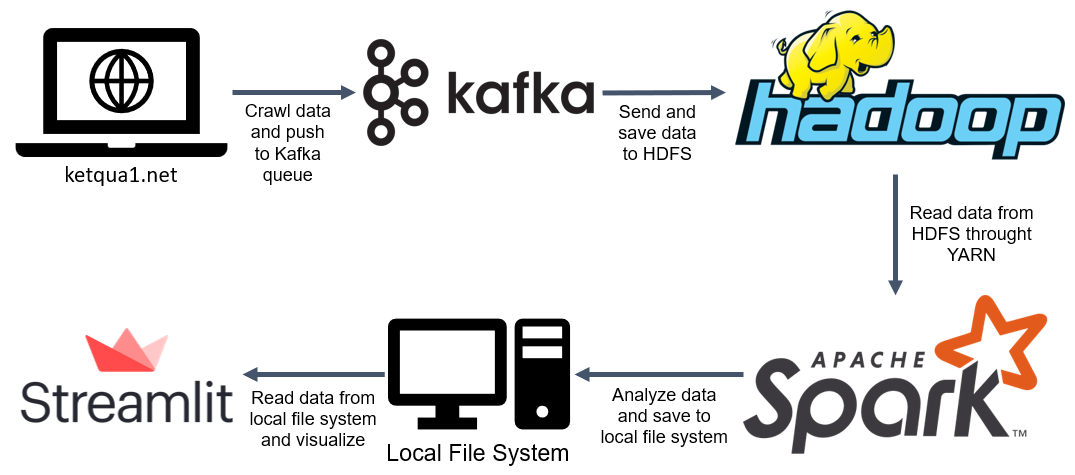 ketqua1.net
Crawl data
and push
to Kafka
queue
kafka
Send and
save data
to HDFS
hadoop
Read data from
HDFS throught
YARN
APACHE
Spark™
Analyze data
and save to
local file system
Local File System
Read data from
local file system
and visualize
Streamlit